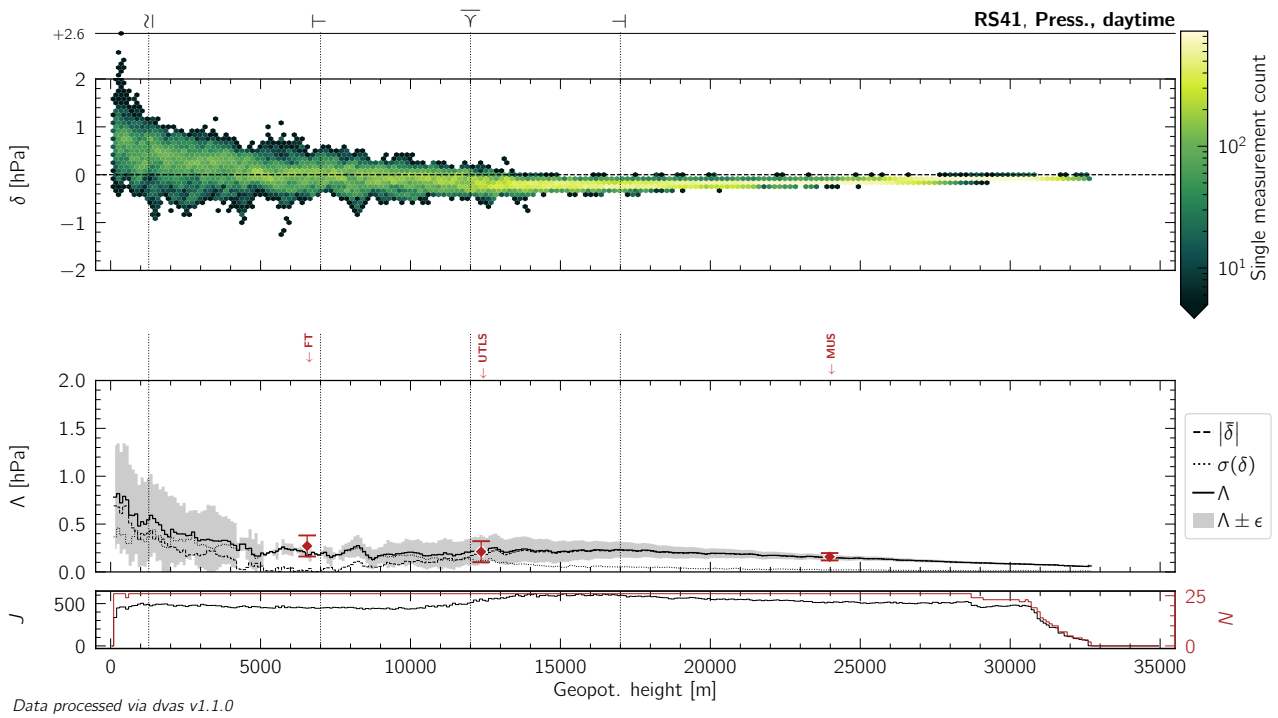 RS41, Press., daytime
+2.6
2
1
0
−1
−2
δ [hPa]
10²
10¹
Single measurement count
FT
UTLS
MUS
2.0
1.5
1.0
0.5
0.0
Λ [hPa]
|δ̄|
σ(δ)
Λ
Λ ± ϵ
500
0
J
25
0
N
0 5000 10000 15000 20000 25000 30000 35000
Geopot. height [m]
Data processed via dvas v1.1.0